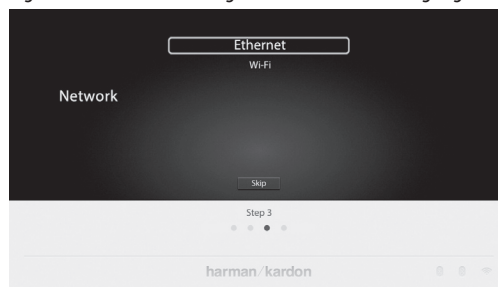 Ethernet
Wi-Fi
Network
Skip
Step 3
harman/kardon